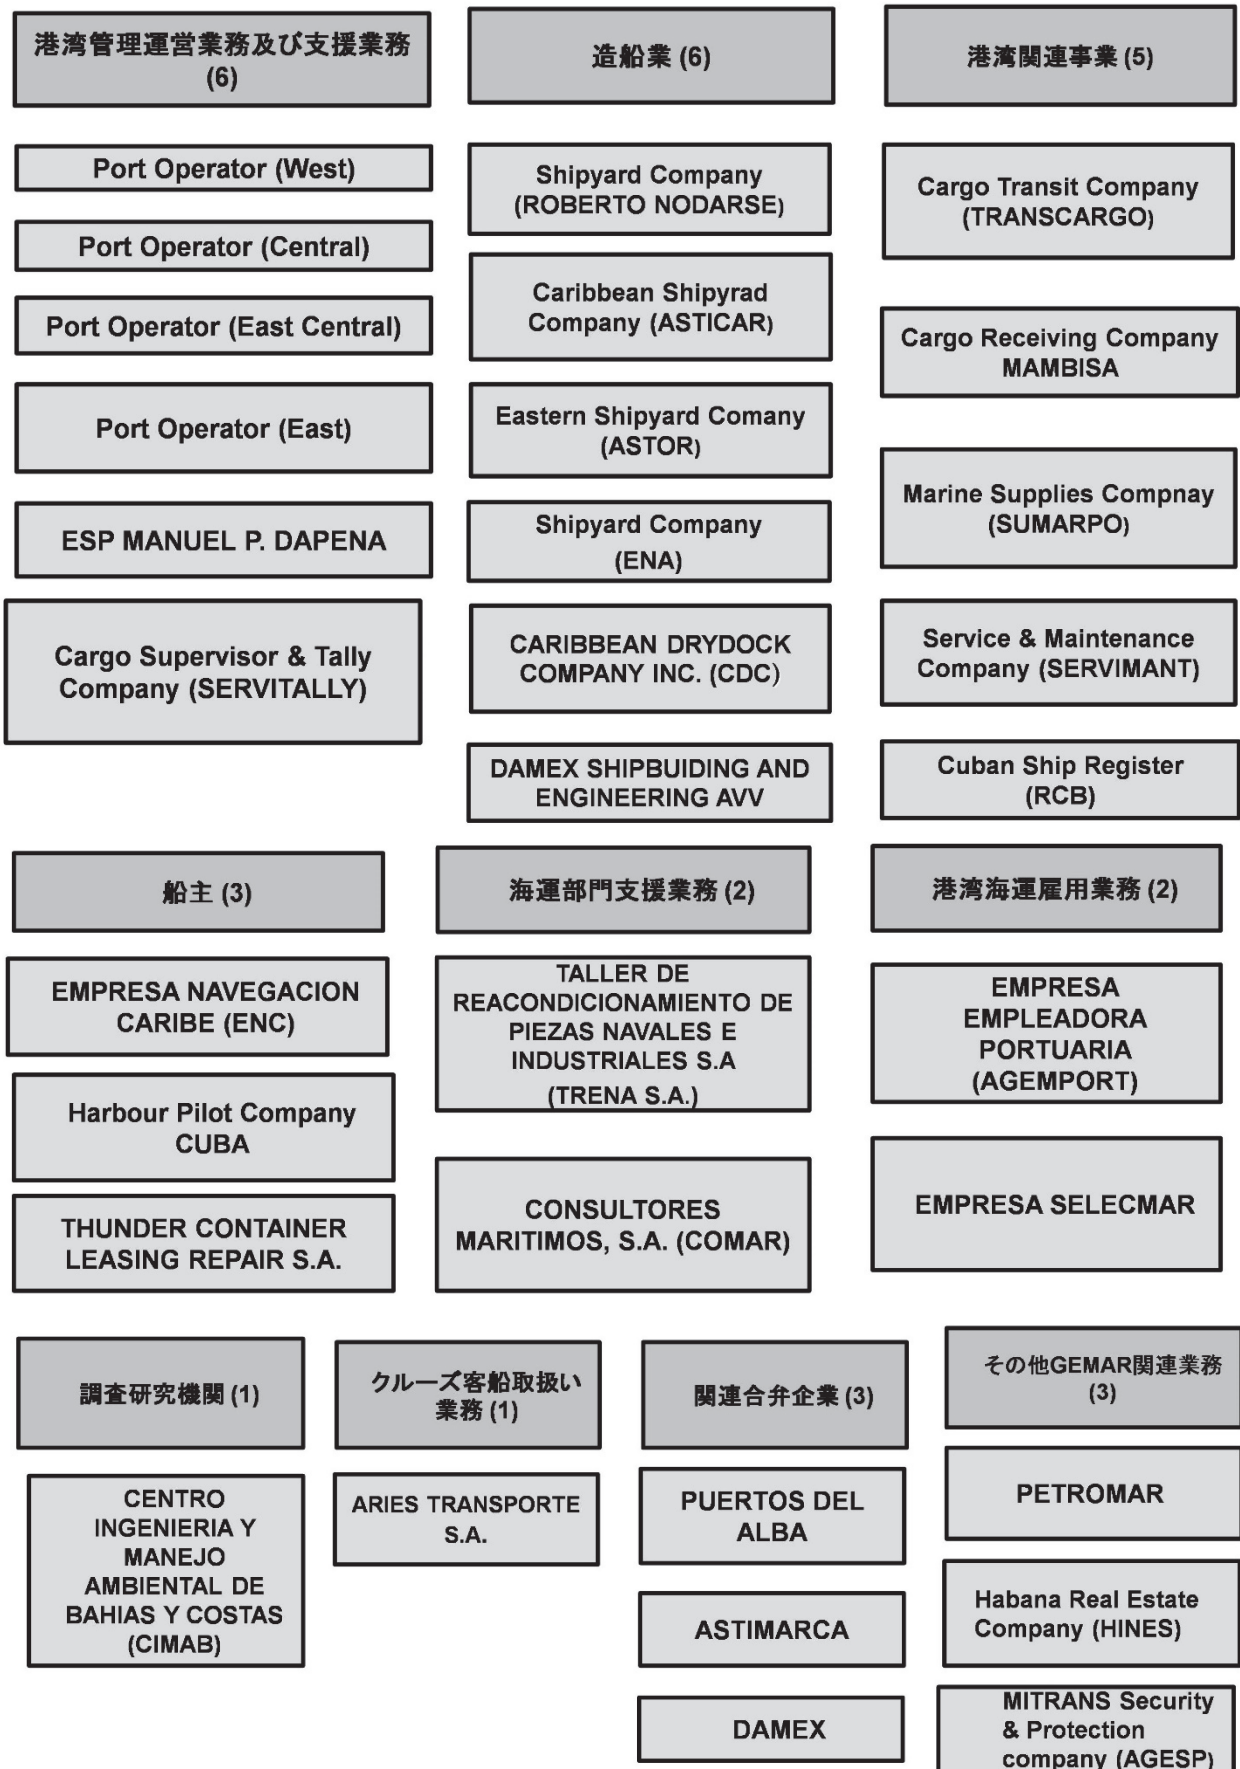 港湾管理運営業務及び支援業務
(6)
Port Operator (West)
Port Operator (Central)
Port Operator (East Central)
Port Operator (East)
ESP MANUEL P. DAPENA
Cargo Supervisor & Tally
Company (SERVITALLY)
造船業 (6)
Shipyard Company
(ROBERTO NODARSE)
Caribbean Shipyrad
Company (ASTICAR)
Eastern Shipyard Comany
(ASTOR)
Shipyard Company
(ENA)
CARIBBEAN DRYDOCK
COMPANY INC. (CDC)
DAMEX SHIPBUIDING AND
ENGINEERING AVV
港湾関連事業 (5)
Cargo Transit Company
(TRANSCARGO)
Cargo Receiving Company
MAMBISA
Marine Supplies Compnay
(SUMARPO)
Service & Maintenance
Company (SERVIMANT)
Cuban Ship Register
(RCB)
船主 (3)
EMPRESA NAVEGACION
CARIBE (ENC)
Harbour Pilot Company
CUBA
THUNDER CONTAINER
LEASING REPAIR S.A.
海運部門支援業務 (2)
TALLER DE
REACONDICIONAMIENTO DE
PIEZAS NAVALES E
INDUSTRIALES S.A
(TRENA S.A.)
CONSULTORES
MARITIMOS, S.A. (COMAR)
港湾海運雇用業務 (2)
EMPRESA
EMPLEADORA
PORTUARIA
(AGEMPORT)
EMPRESA SELECMAR
調査研究機関 (1)
CENTRO
INGENIERIA Y
MANEJO
AMBIENTAL DE
BAHIAS Y COSTAS
(CIMAB)
クルーズ客船取扱い
業務 (1)
ARIES TRANSPORTE
S.A.
関連合弁企業 (3)
PUERTOS DEL
ALBA
ASTIMARCA
DAMEX
その他GEMAR関連業務
(3)
PETROMAR
Habana Real Estate
Company (HINES)
MITRANS Security
& Protection
company (AGESP)